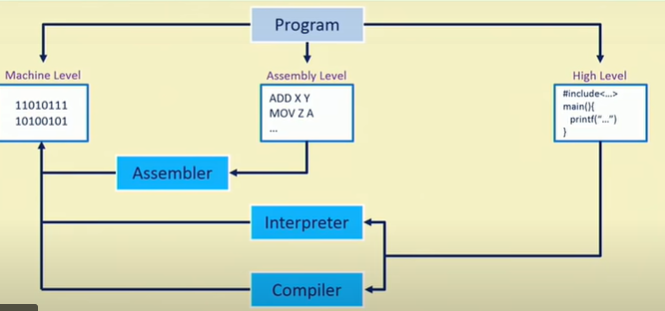 Program
Machine Level
Assembly Level
High Level
11010111
10100101
ADD X Y
MOV Z A
...
#include<...>
main(){
printf("...")
}
Assembler
Interpreter
Compiler